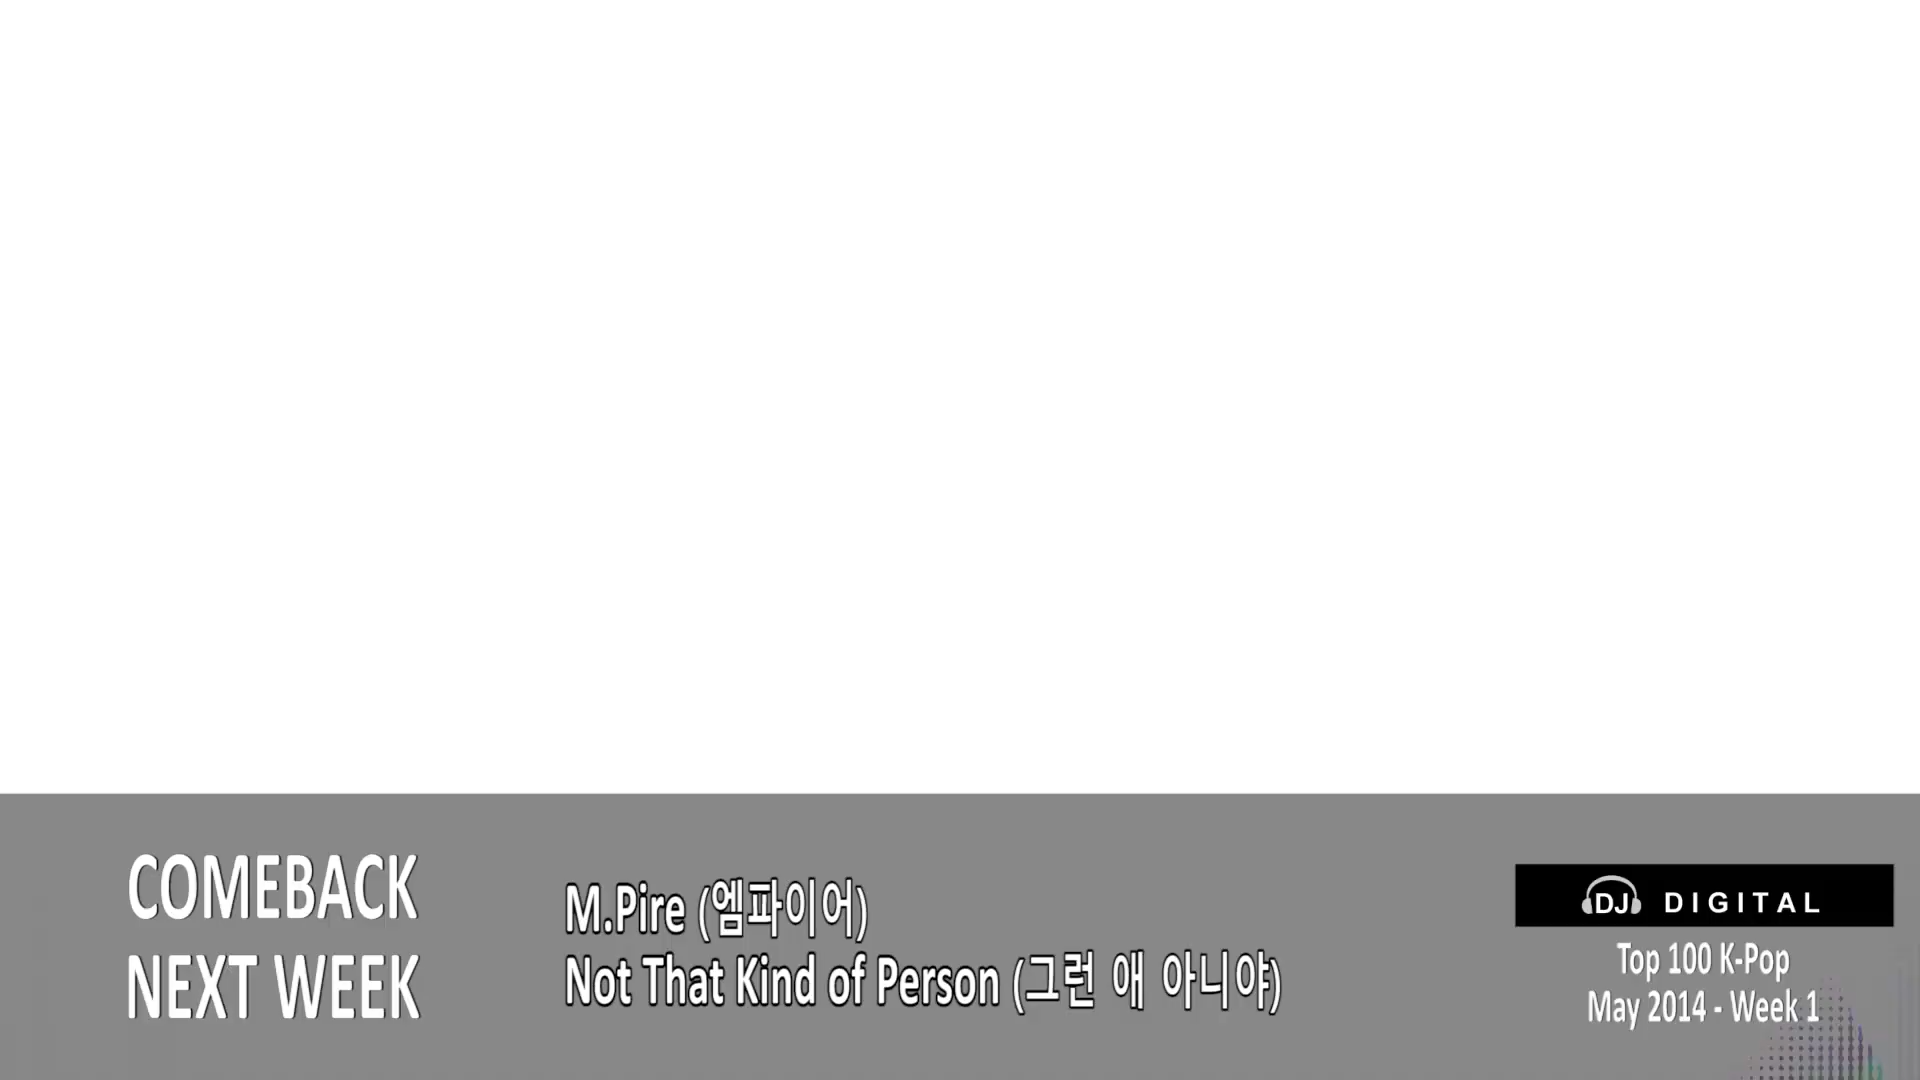 COMEBACK
NEXT WEEK
M.Pire (엠파이어)
Not That Kind of Person (그런 애 아니야)
DJ DIGITAL
Top 100 K-Pop
May 2014 - Week 1